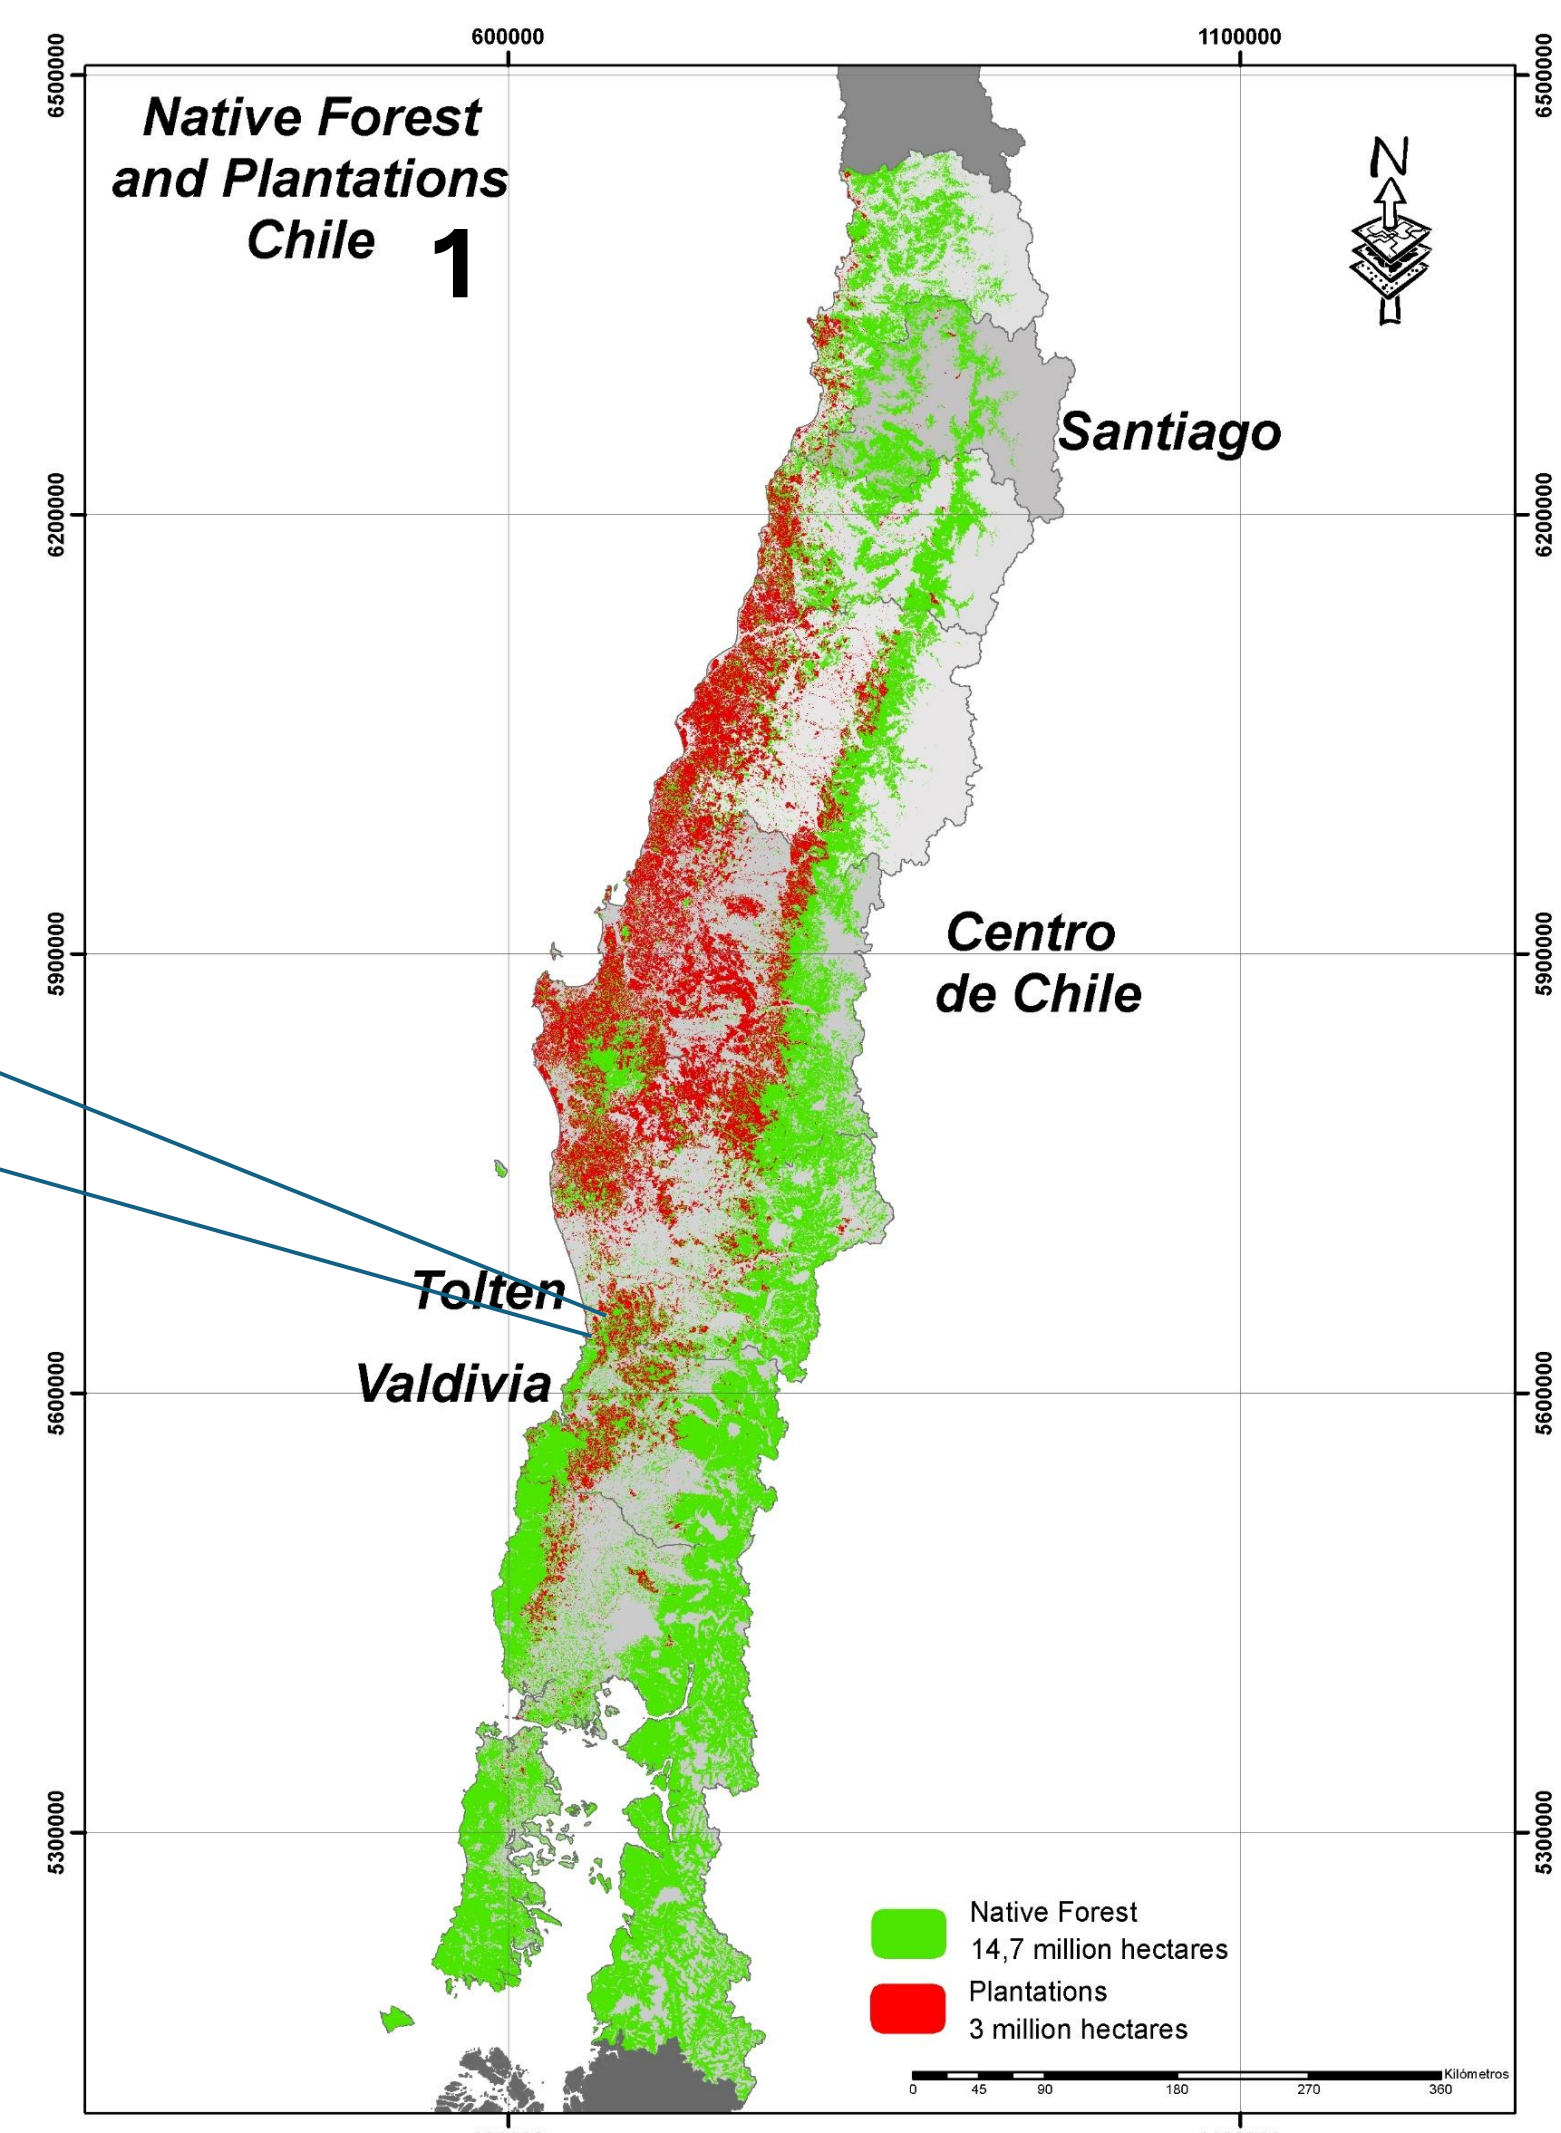 600000
1100000
6500000
6500000
Native Forest
and Plantations
Chile 1
N
Santiago
6200000
6200000
Centro
de Chile
5900000
5900000
Tolten
Valdivia
5600000
5600000
5300000
5300000
Native Forest
14,7 million hectares
Plantations
3 million hectares
Kilómetros
0 45 90 180 270 360